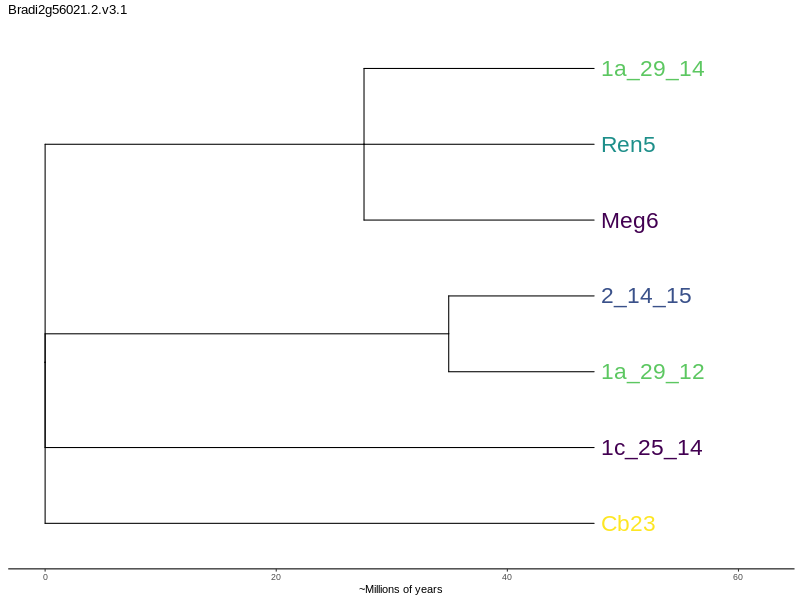 Bradi2g56021.2.v3.1
1a_29_14
Ren5
Meg6
2_14_15
1a_29_12
1c_25_14
Cb23
0 20 40 60
~Millions of years